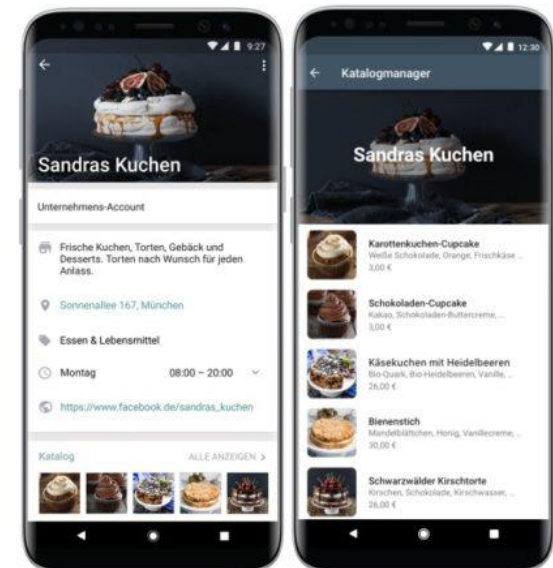 9:27
Sandras Kuchen
Unternehmens-Account
Frische Kuchen, Torten, Gebäck und
Desserts. Torten nach Wunsch für jeden
Anlass.
Sonnenallee 167, München
Essen & Lebensmittel
Montag 08:00 – 20:00
https://www.facebook.de/sandras_kuchen
Katalog ALLE ANZEIGEN >
12:30
Katalogmanager
Sandras Kuchen
Karottenkuchen-Cupcake
Weiße Schokolade, Orange, Frischkäse ...
3,00 €
Schokoladen-Cupcake
Kakao, Schokoladen-Buttercreme, ...
3,00 €
Käsekuchen mit Heidelbeeren
Bio-Quark, Bio-Heidelbeeren, Vanille, ...
26,00 €
Bienenstich
Mandelblättchen, Honig, Vanillecreme, ...
30,00 €
Schwarzwälder Kirschtorte
Kirschen, Schokolade, Kirschwasser, ...
26,00 €